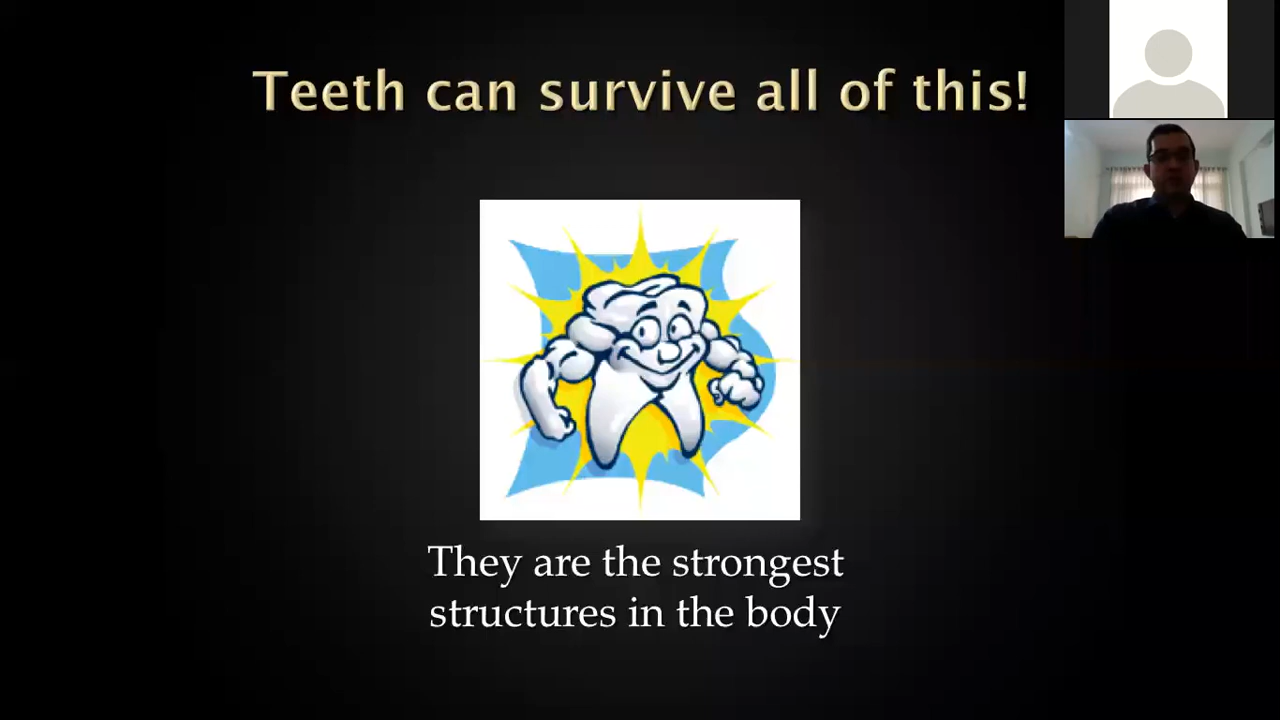 Teeth can survive all of this!
They are the strongest
structures in the body